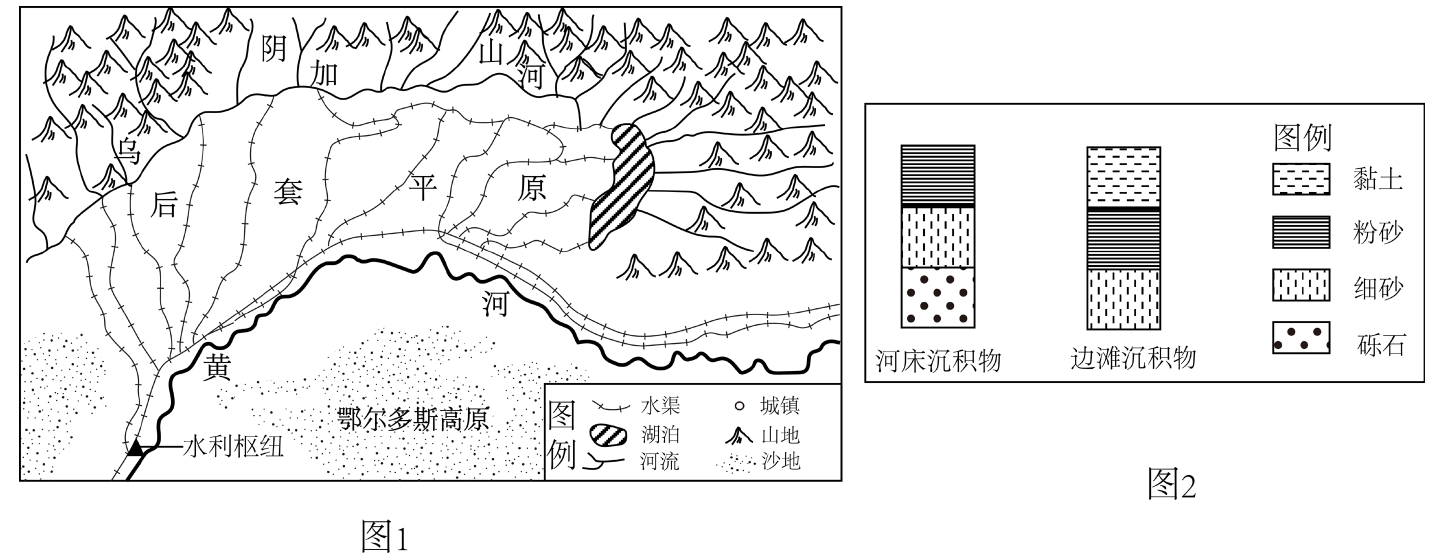 阴
山
加
河
乌
后
套
平
原
河
黄
鄂尔多斯高原
水利枢纽
图例
水渠
城镇
湖泊
山地
河流
沙地
图1
图例
黏土
粉砂
细砂
砾石
河床沉积物
边滩沉积物
图2